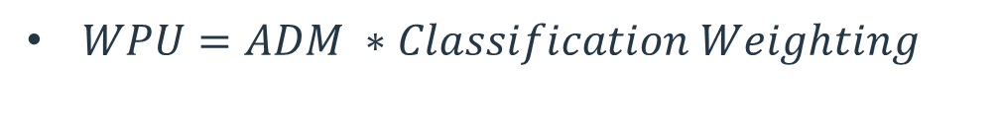 • WPU = ADM * Classification Weighting